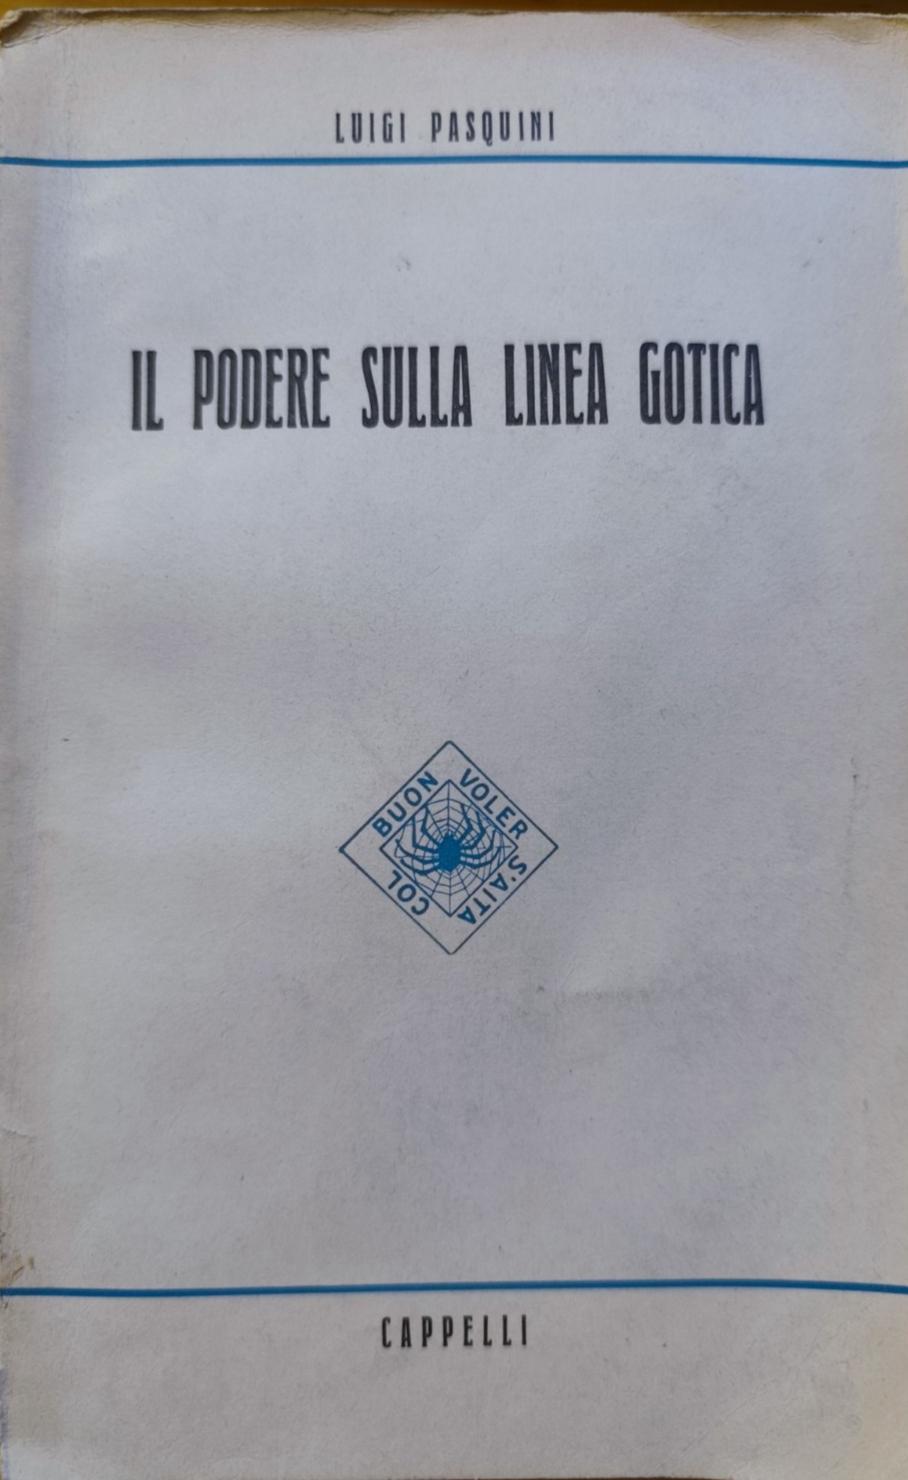 LUIGI PASQUINI
IL PODERE SULLA LINEA GOTICA
COL BUON VOLER S'AITA
CAPPELLI